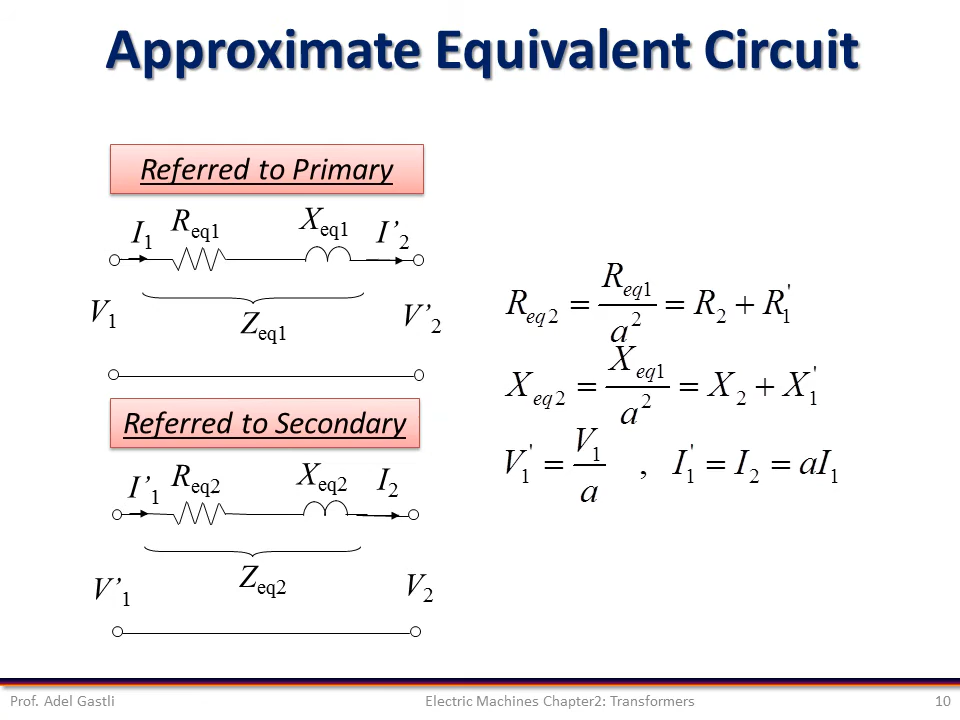 Approximate Equivalent Circuit
Referred to Primary
I₁ R_eq1 X_eq1 I’₂
V₁ Z_eq1 V’₂
Referred to Secondary
I’₁ R_eq2 X_eq2 I₂
V’₁ Z_eq2 V₂
R_eq2 = R_eq1 / a² = R₂ + R₁'
X_eq2 = X_eq1 / a² = X₂ + X₁'
V₁' = V₁ / a , I₁' = I₂ = aI₁
Prof. Adel Gastli Electric Machines Chapter2: Transformers 10